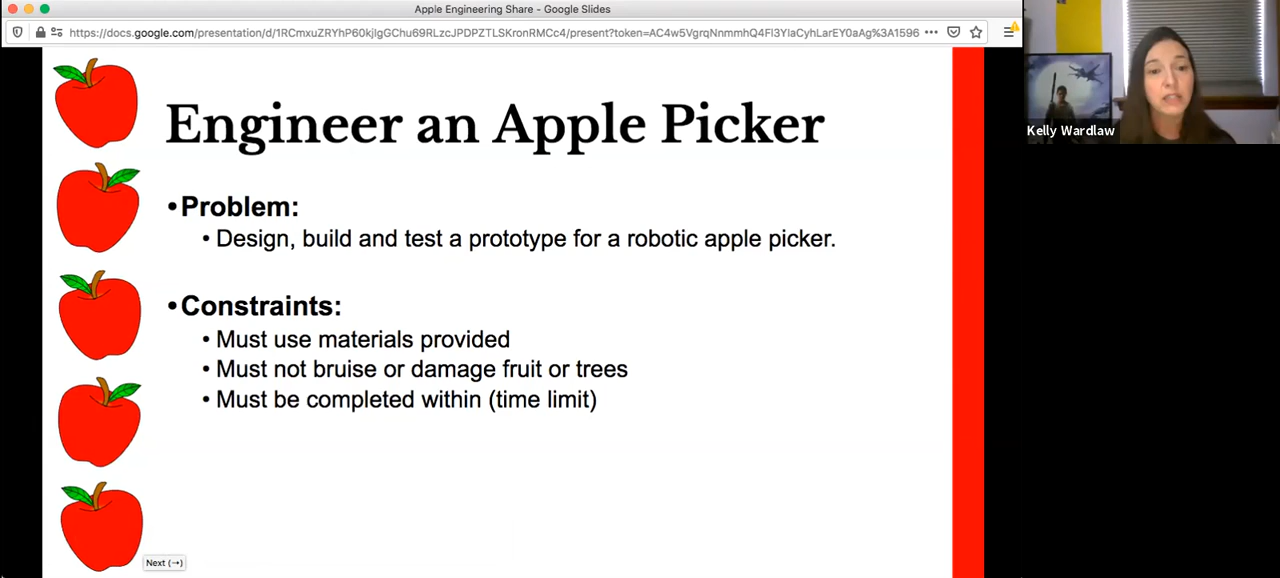 Apple Engineering Share - Google Slides
https://docs.google.com/presentation/d/1RCmxuZRYhP60kjIgGChu69RLzcJPDPZTLSKronRMCc4/present?token=AC4w5VgrqNnmmhQ4Fl3YlaCyhLarEY0aAg%3A1596
Kelly Wardlaw
Engineer an Apple Picker
•Problem:
• Design, build and test a prototype for a robotic apple picker.
•Constraints:
• Must use materials provided
• Must not bruise or damage fruit or trees
• Must be completed within (time limit)
Next (→)